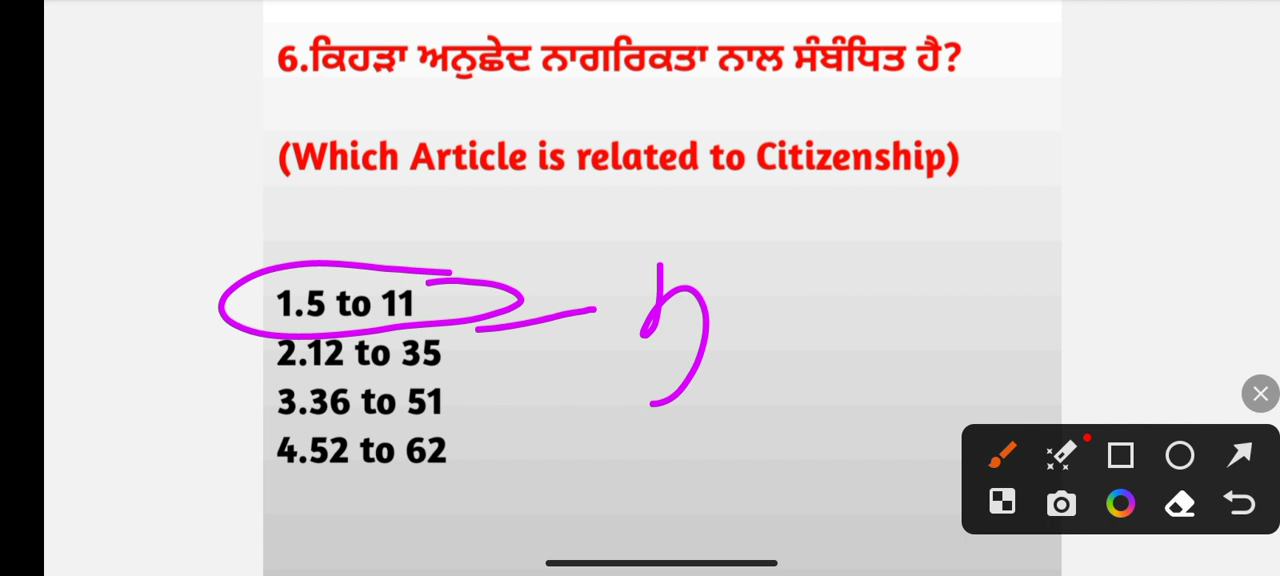 6.ਕਿਹੜਾ ਅਨੁਛੇਦ ਨਾਗਰਿਕਤਾ ਨਾਲ ਸੰਬੰਧਿਤ ਹੈ?
(Which Article is related to Citizenship)
1.5 to 11
2.12 to 35
3.36 to 51
4.52 to 62